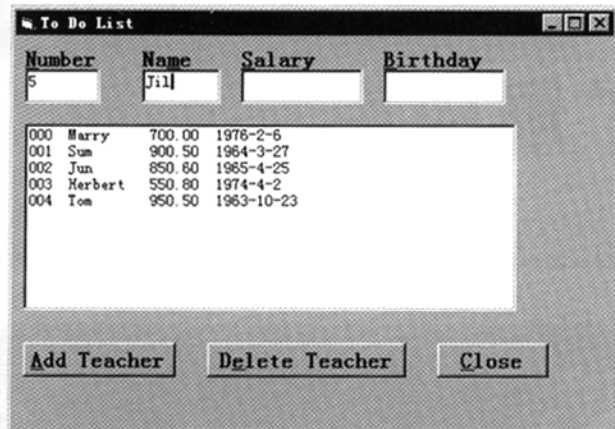 To Do List
Number Name Salary Birthday
5 Jil
000 Marry 700.00 1976-2-6
001 Sum 900.50 1964-3-27
002 Jun 850.60 1965-4-25
003 Herbert 550.80 1974-4-2
004 Tom 950.50 1963-10-23
Add Teacher Delete Teacher Close